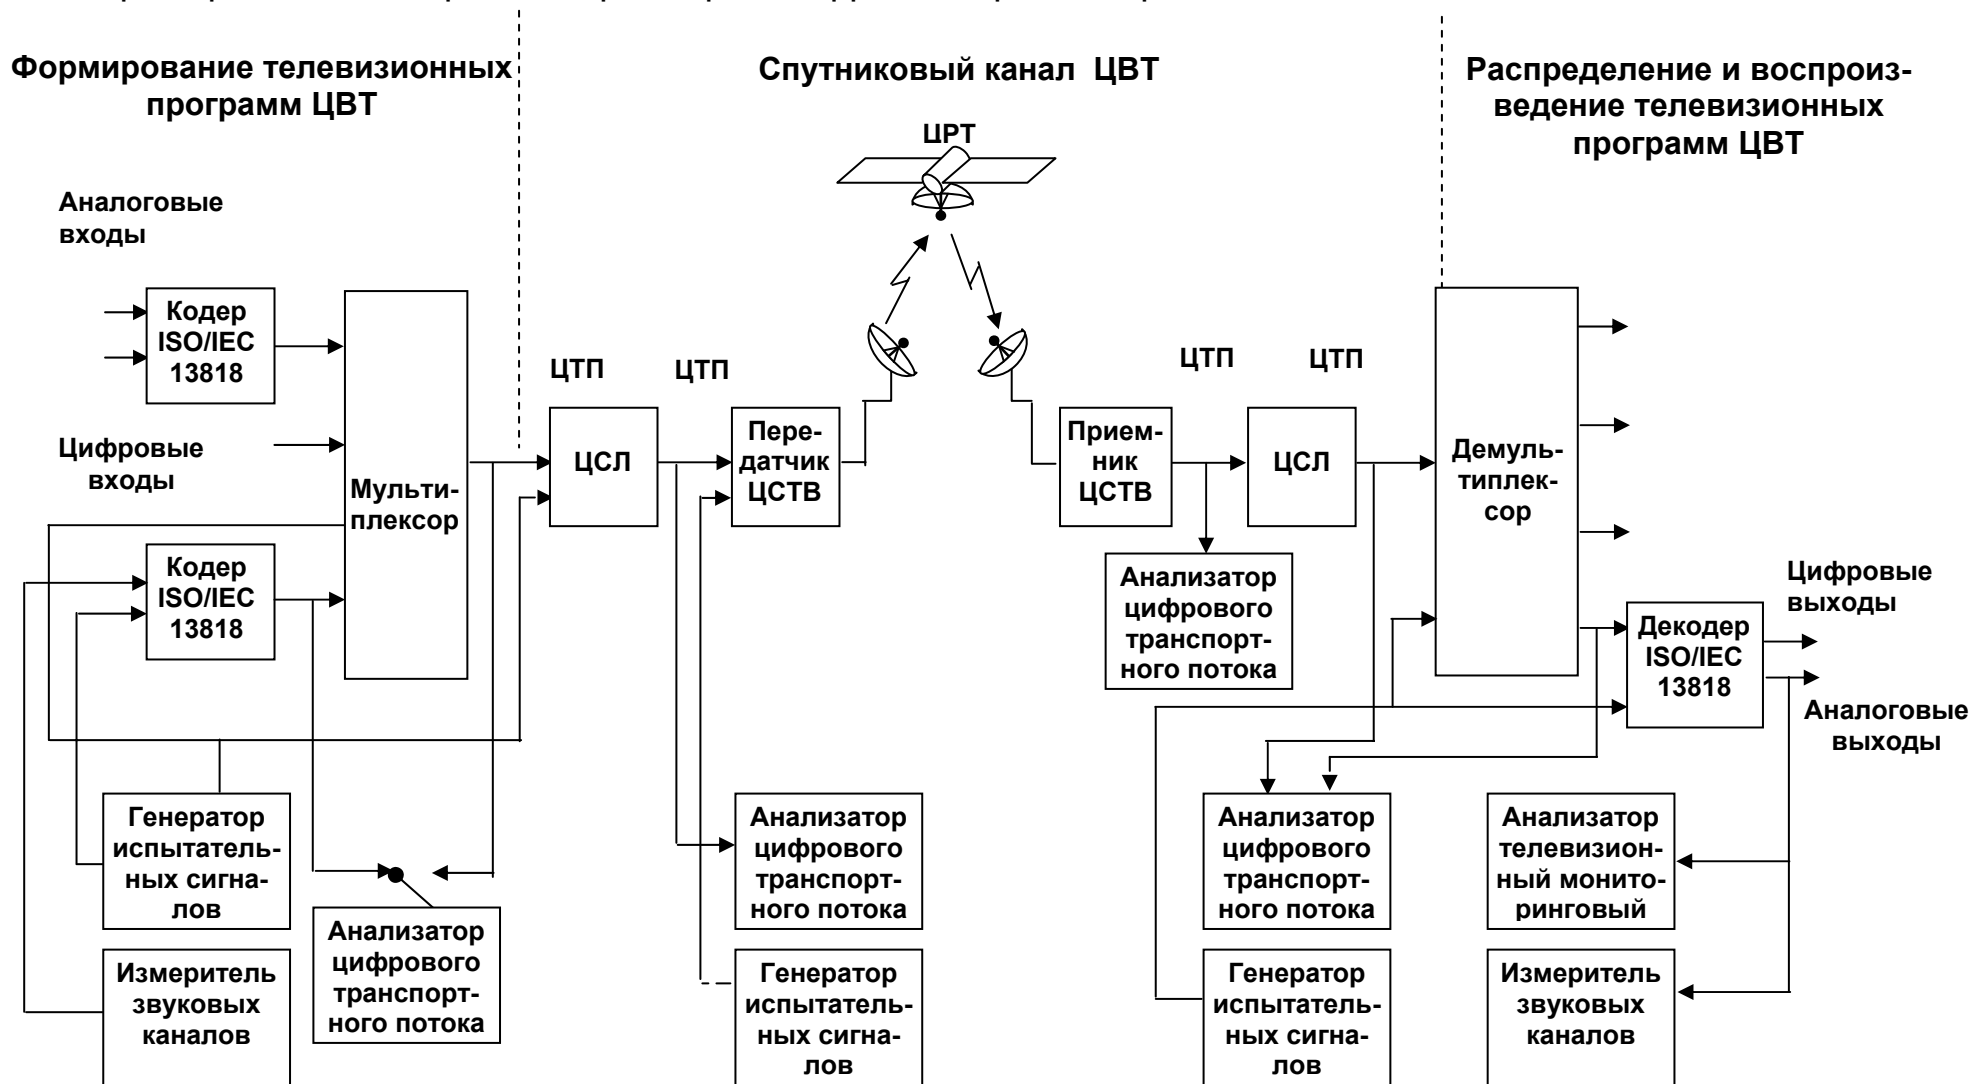 Формирование телевизионных
программ ЦВТ
Спутниковый канал ЦВТ
Распределение и воспроиз-
ведение телевизионных
программ ЦВТ
ЦРТ
Аналоговые
входы
Кодер
ISO/IEC
13818
Цифровые
входы
Мульти-
плексор
Кодер
ISO/IEC
13818
ЦТП
ЦТП
ЦСЛ
Пере-
датчик
ЦСТВ
ЦТП
ЦТП
Прием-
ник
ЦСТВ
ЦСЛ
Демуль-
типлек-
сор
Анализатор
цифрового
транспорт-
ного потока
Цифровые
выходы
Декодер
ISO/IEC
13818
Аналоговые
выходы
Генератор
испытатель-
ных сигна-
лов
Анализатор
цифрового
транспорт-
ного потока
Измеритель
звуковых
каналов
Анализатор
цифрового
транспорт-
ного потока
Генератор
испытатель-
ных сигна-
лов
Анализатор
цифрового
транспорт-
ного потока
Генератор
испытатель-
ных сигна-
лов
Анализатор
телевизион-
ный монито-
ринговый
Измеритель
звуковых
каналов